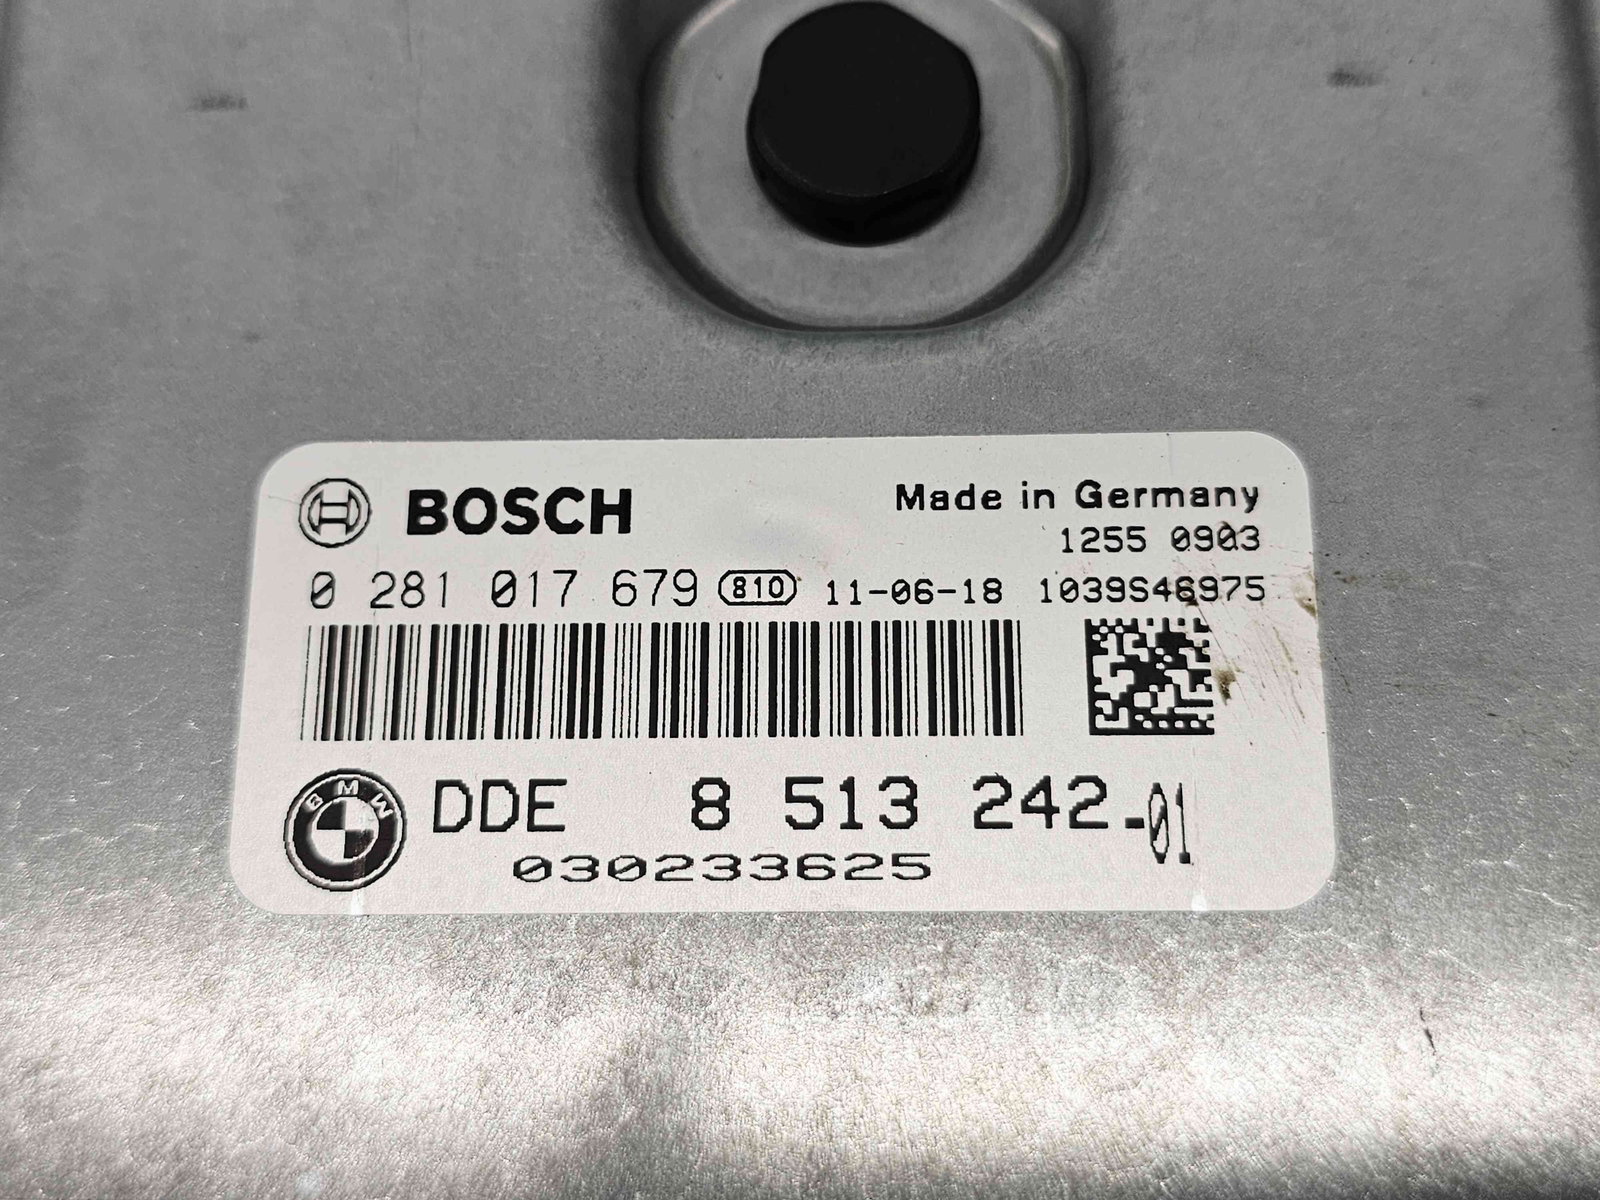 BOSCH Made in Germany
1255 0903
0 281 017 679 810 11-06-18 1039S46975
BMW DDE 8 513 242-01
030233625